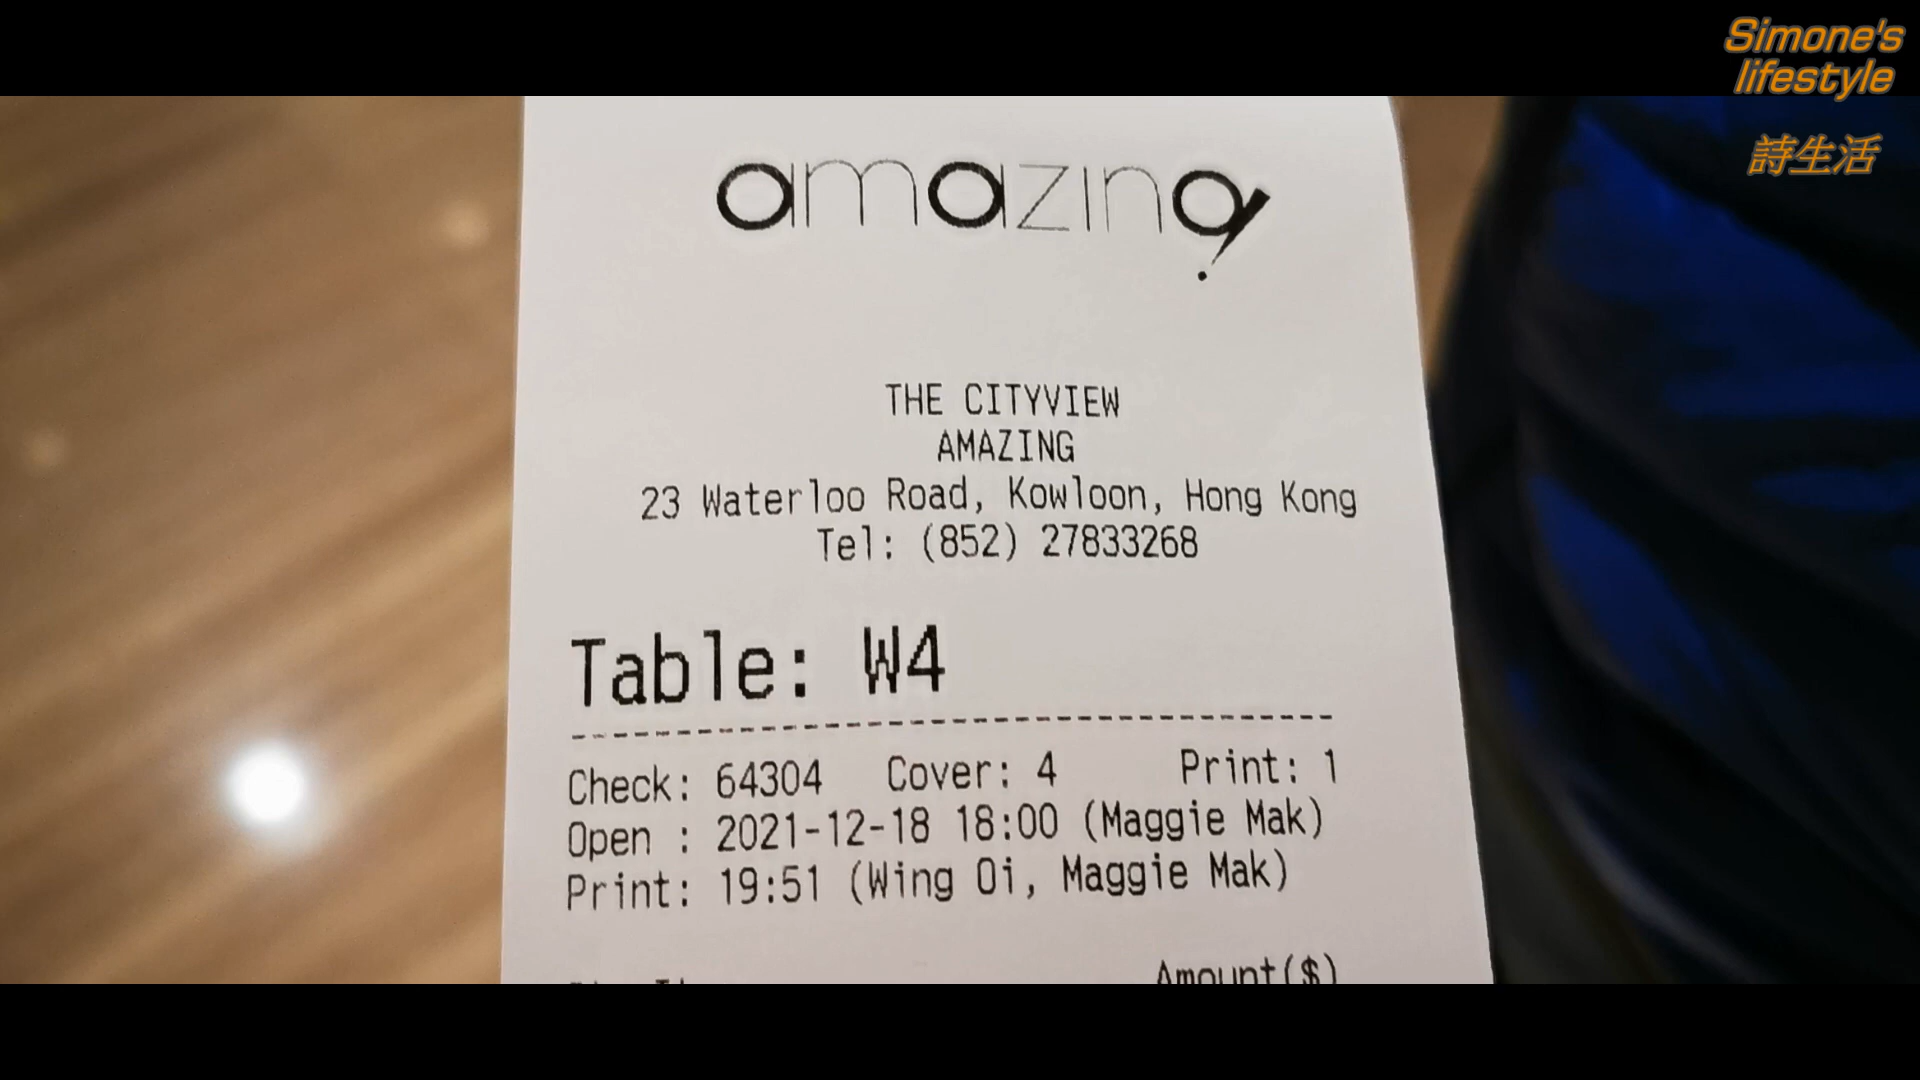 Simone's
lifestyle
詩生活
amazing
THE CITYVIEW
AMAZING
23 Waterloo Road, Kowloon, Hong Kong
Tel: (852) 27833268
Table: W4
Check: 64304 Cover: 4 Print: 1
Open : 2021-12-18 18:00 (Maggie Mak)
Print: 19:51 (Wing Oi, Maggie Mak)
Amount($)